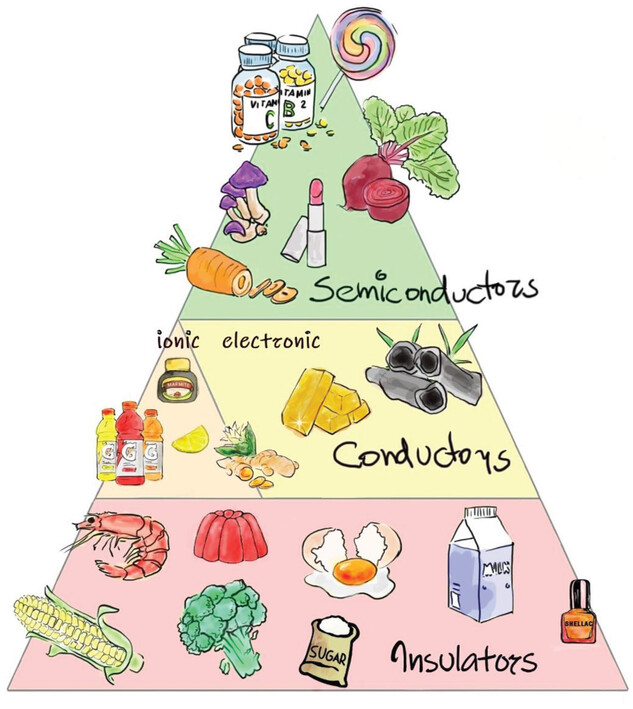 VITAMIN
C
VITAMIN
B2
Semiconductors
ionic electronic
MARMITE
G G G
Conductors
MILK
SHELLAC
SUGAR
Insulators